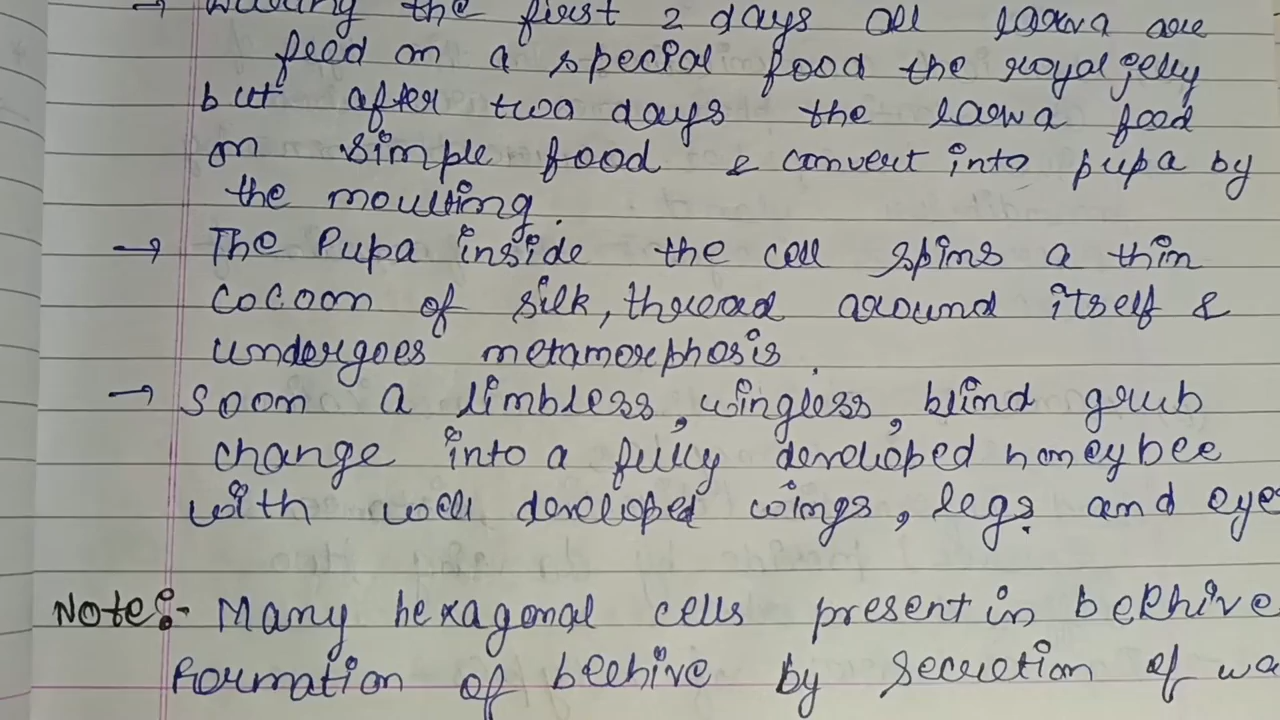 → the first 2 days all larva are
feed on a special food the royal jelly
but after two days the larva food
on simple food & convert into pupa by
the moulting.
→ The Pupa inside the cell spins a thin
cocoon of silk, thread around itself &
undergoes metamorphosis.
→ Soon a limbless, wingless, blind grub
change into a fully developed honeybee
with well developed wings, legs and eye
Note:- Many hexagonal cells present in beehive
Formation of beehive by secretion of wa